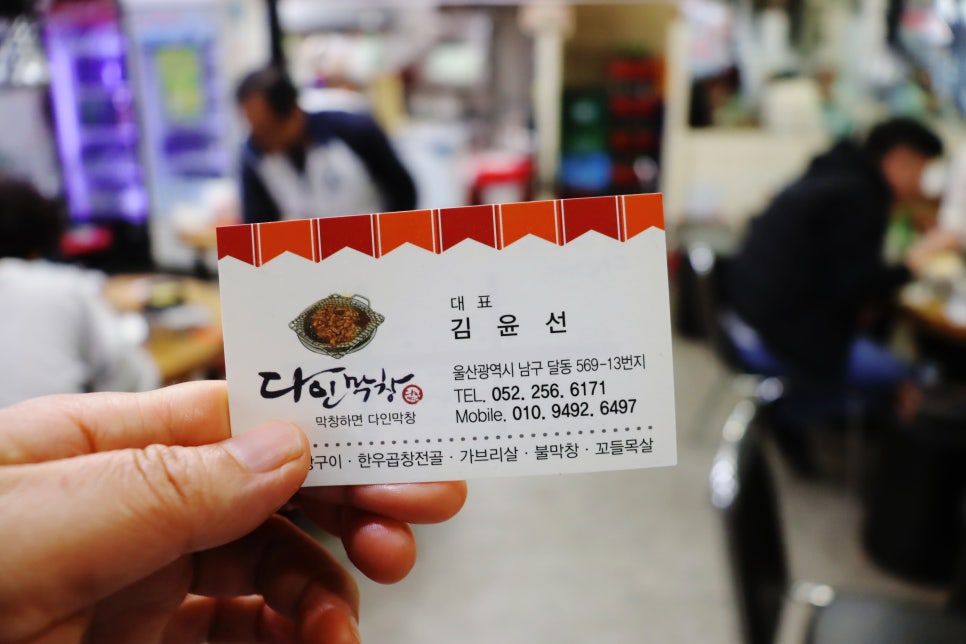 대 표
김 윤 선
다인막창
막창하면 다인막창
울산광역시 남구 달동 569-13번지
TEL. 052. 256. 6171
Mobile. 010. 9492. 6497
구이 · 한우곱창전골 · 가브리살 · 불막창 · 꼬들목살